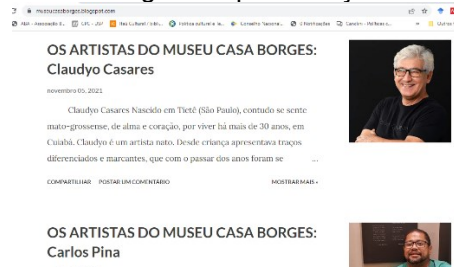 museucasaborges.blogspot.com
OS ARTISTAS DO MUSEU CASA BORGES:
Claudyo Casares
novembro 05, 2021
Claudyo Casares Nascido em Tietê (São Paulo), contudo se sente
mato-grossense, de alma e coração, por viver há mais de 30 anos, em
Cuiabá. Claudyo é um artista nato. Desde criança apresentava traços
diferenciados e marcantes, que com o passar dos anos foram se ...
COMPARTILHAR POSTAR UM COMENTÁRIO MOSTRAR MAIS »
OS ARTISTAS DO MUSEU CASA BORGES:
Carlos Pina